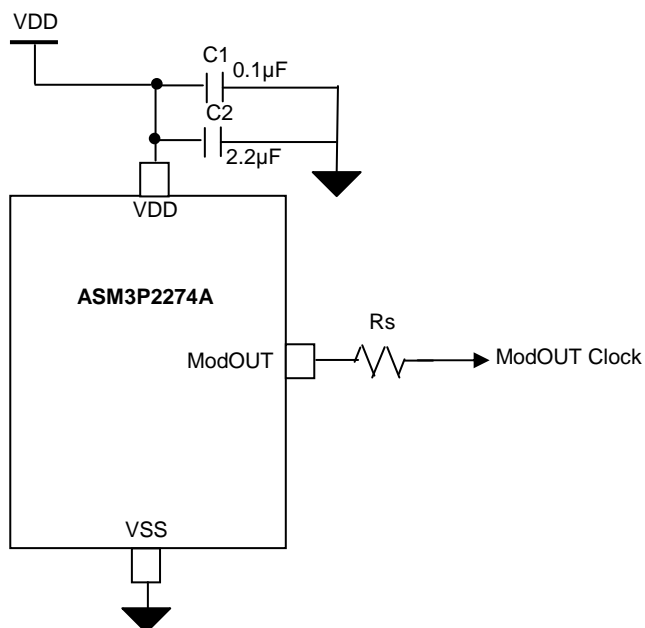 VDD
C1
0.1µF
C2
2.2µF
VDD
ASM3P2274A
Rs
ModOUT
ModOUT Clock
VSS